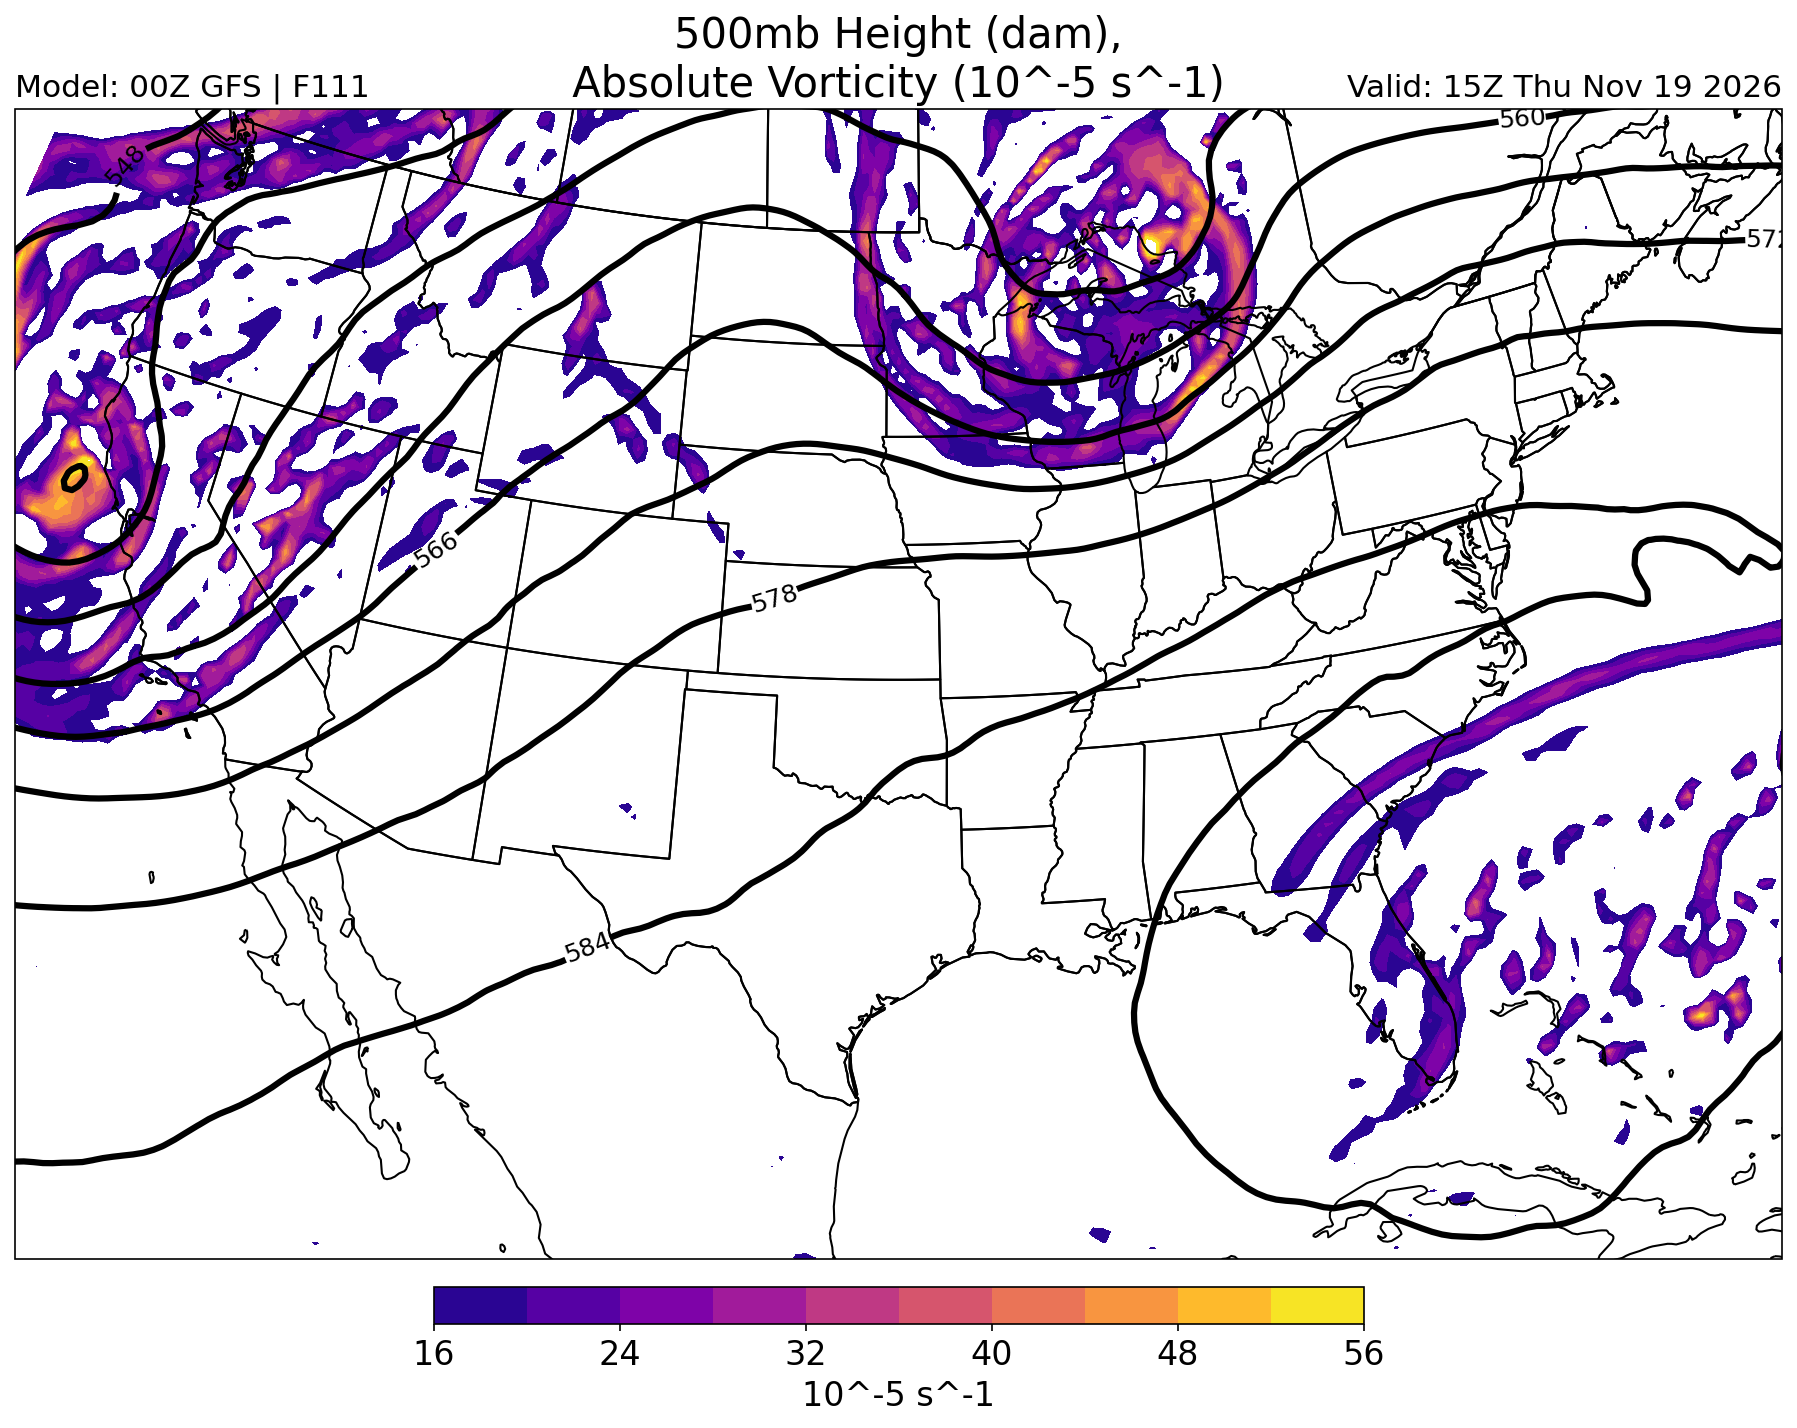 500mb Height (dam),
Absolute Vorticity (10^-5 s^-1)
Model: 00Z GFS | F111
Valid: 15Z Thu Nov 19 2026
548
560
572
566
578
584
16 24 32 40 48 56
10^-5 s^-1